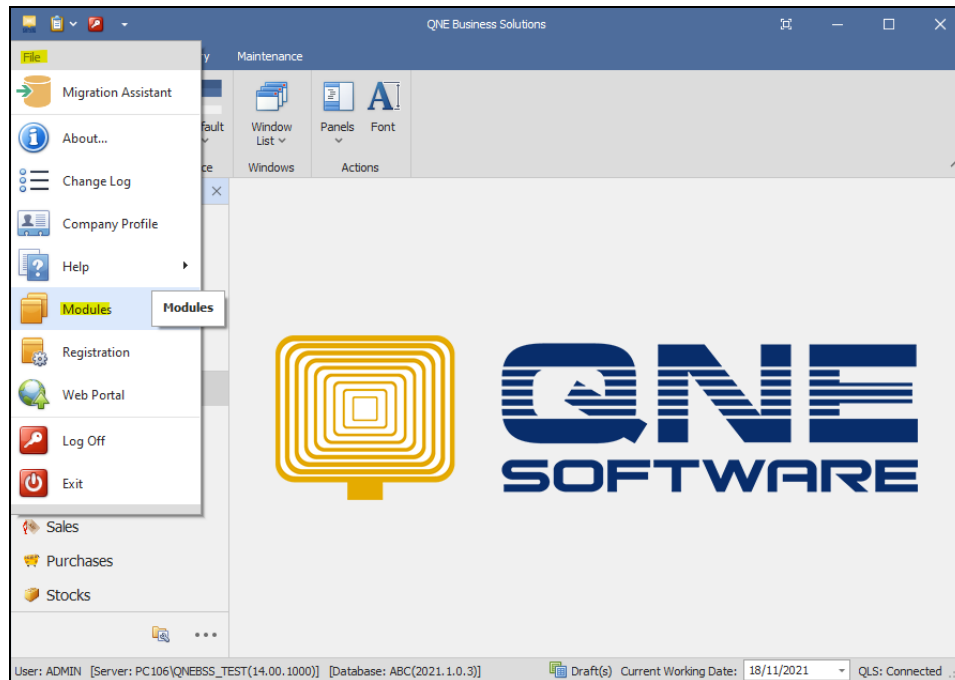 QNE Business Solutions
File
y
Maintenance
Migration Assistant
About...
Change Log
Company Profile
Help
Modules
Modules
Registration
Web Portal
Log Off
Exit
fault
Window
List
Panels
Font
ce
Windows
Actions
QNE
SOFTWARE
Sales
Purchases
Stocks
User: ADMIN [Server: PC106\QNEBSS_TEST(14.00.1000)] [Database: ABC(2021.1.0.3)] Draft(s) Current Working Date: 18/11/2021 QLS: Connected